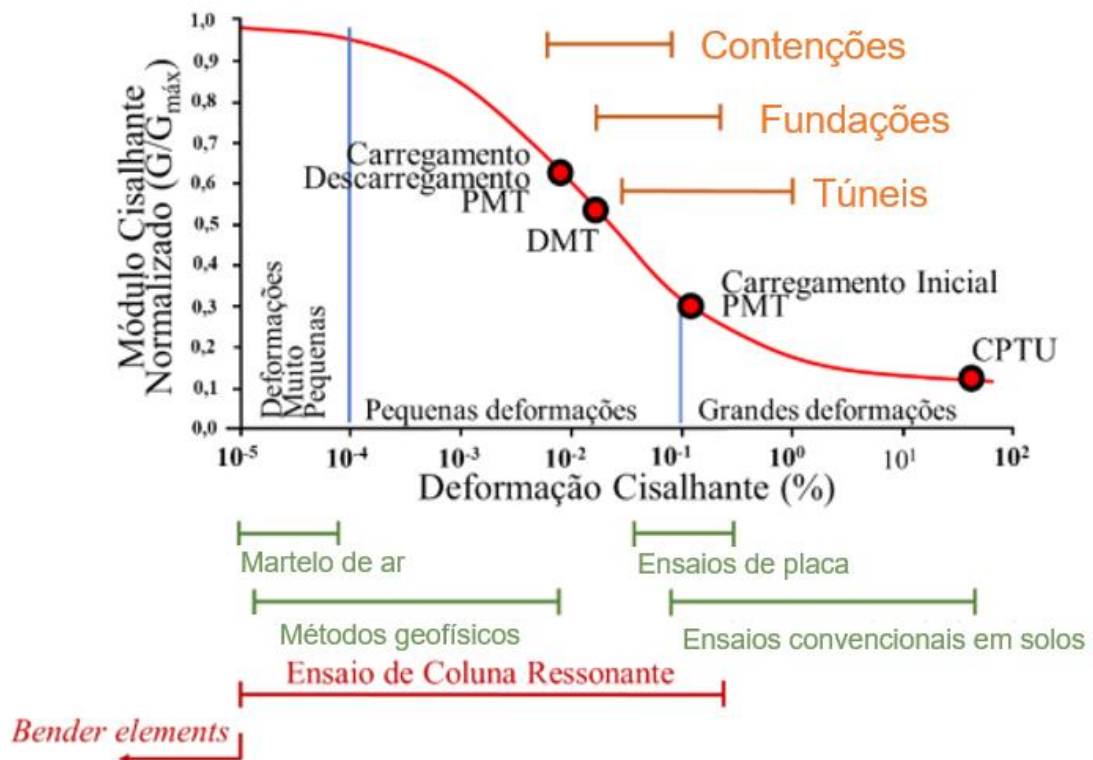 Módulo Cisalhante
Normalizado (G/Gmáx)
1,0
0,9
0,8
0,7
0,6
0,5
0,4
0,3
0,2
0,1
0,0
Contenções
Fundações
Túneis
Carregamento
Descarregamento
PMT
DMT
Carregamento Inicial
PMT
CPTU
Deformações
Muito
Pequenas
Pequenas deformações
Grandes deformações
10⁻⁵ 10⁻⁴ 10⁻³ 10⁻² 10⁻¹ 10⁰ 10¹ 10²
Deformação Cisalhante (%)
Martelo de ar
Ensaios de placa
Métodos geofísicos
Ensaios convencionais em solos
Ensaio de Coluna Ressonante
Bender elements